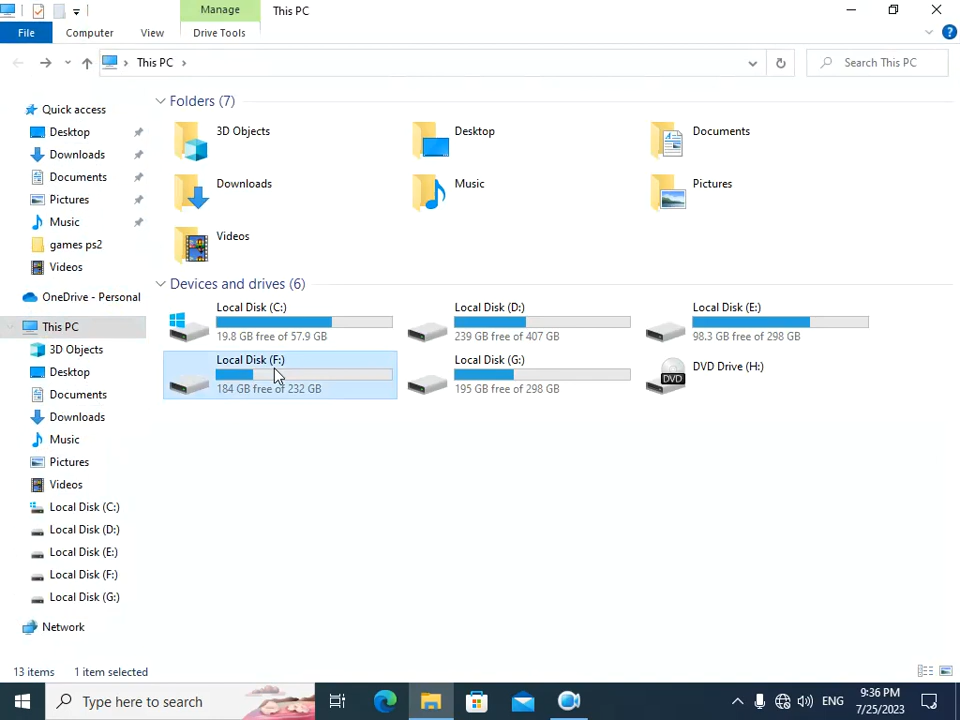 Manage
This PC
File
Computer
View
Drive Tools
This PC
Search This PC
Quick access
Desktop
Downloads
Documents
Pictures
Music
games ps2
Videos
OneDrive - Personal
This PC
3D Objects
Desktop
Documents
Downloads
Music
Pictures
Videos
Local Disk (C:)
Local Disk (D:)
Local Disk (E:)
Local Disk (F:)
Local Disk (G:)
Network
Folders (7)
3D Objects
Desktop
Documents
Downloads
Music
Pictures
Videos
Devices and drives (6)
Local Disk (C:)
19.8 GB free of 57.9 GB
Local Disk (D:)
239 GB free of 407 GB
Local Disk (E:)
98.3 GB free of 298 GB
Local Disk (F:)
184 GB free of 232 GB
Local Disk (G:)
195 GB free of 298 GB
DVD
DVD Drive (H:)
13 items
1 item selected
Type here to search
ENG
9:36 PM
7/25/2023